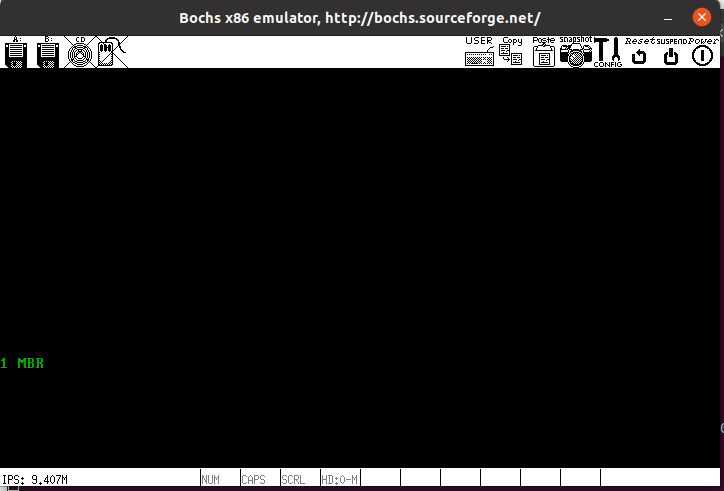 Bochs x86 emulator, http://bochs.sourceforge.net/
A: B: CD USER Copy Paste snapshot CONFIG Reset SUSPEND Power
1 MBR
IPS: 9.407M NUM CAPS SCRL HD:0-M